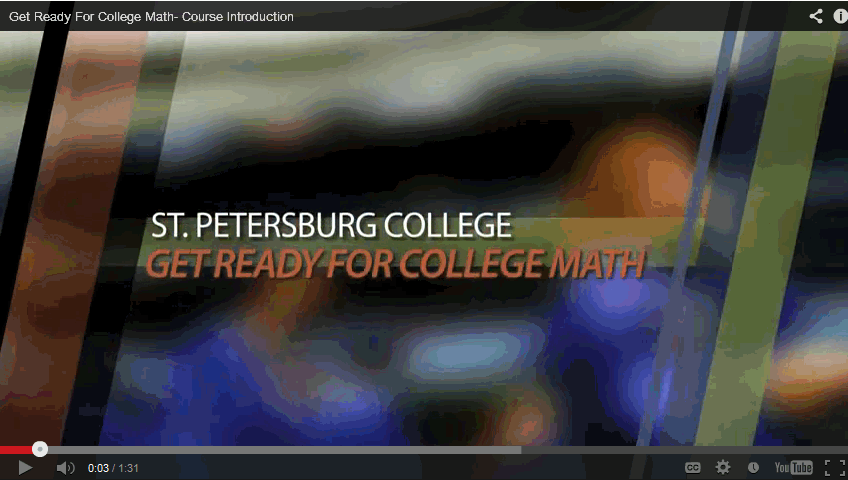 Get Ready For College Math- Course Introduction
ST. PETERSBURG COLLEGE
GET READY FOR COLLEGE MATH
0:03 / 1:31
CC
YouTube